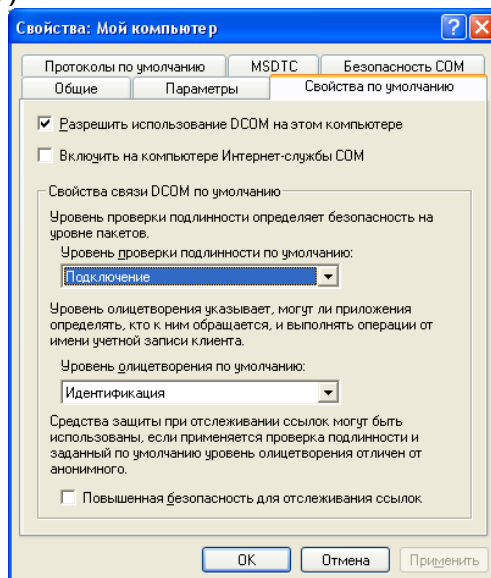 )
Свойства: Мой компьютер
Протоколы по умолчанию MSDTC Безопасность COM
Общие Параметры Свойства по умолчанию
Разрешить использование DCOM на этом компьютере
Включить на компьютере Интернет-службы COM
Свойства связи DCOM по умолчанию
Уровень проверки подлинности определяет безопасность на
уровне пакетов.
Уровень проверки подлинности по умолчанию:
Подключение
Уровень олицетворения указывает, могут ли приложения
определять, кто к ним обращается, и выполнять операции от
имени учетной записи клиента.
Уровень олицетворения по умолчанию:
Идентификация
Средства защиты при отслеживании ссылок могут быть
использованы, если применяется проверка подлинности и
заданный по умолчанию уровень олицетворения отличен от
анонимного.
Повышенная безопасность для отслеживания ссылок
OK Отмена Применить